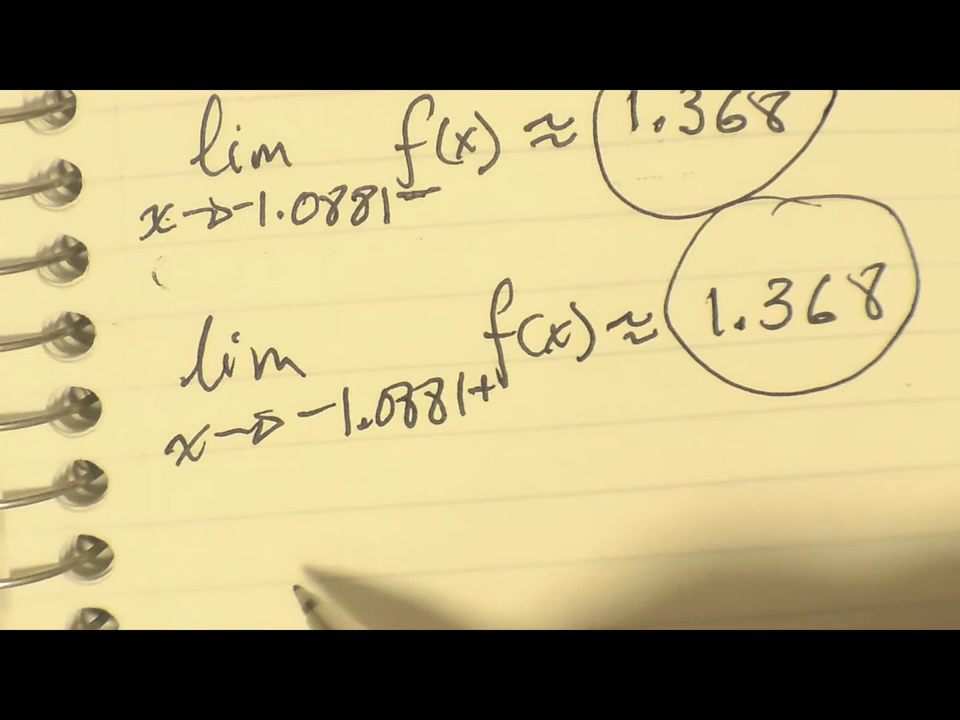 lim f(x) ≈ 1.368
x→-1.0881-
lim f(x) ≈ 1.368
x→-1.0881+